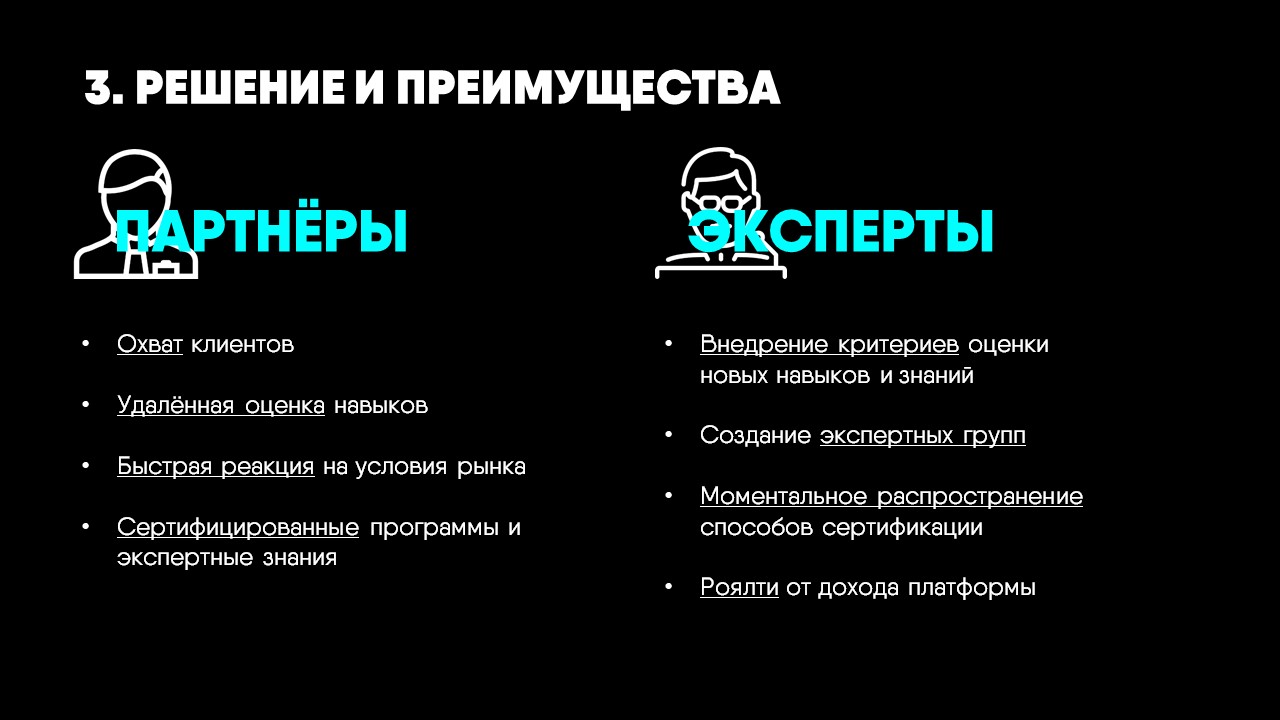 3. РЕШЕНИЕ И ПРЕИМУЩЕСТВА
ПАРТНЁРЫ
• Охват клиентов
• Удалённая оценка навыков
• Быстрая реакция на условия рынка
• Сертифицированные программы и
экспертные знания
ЭКСПЕРТЫ
• Внедрение критериев оценки
новых навыков и знаний
• Создание экспертных групп
• Моментальное распространение
способов сертификации
• Роялти от дохода платформы